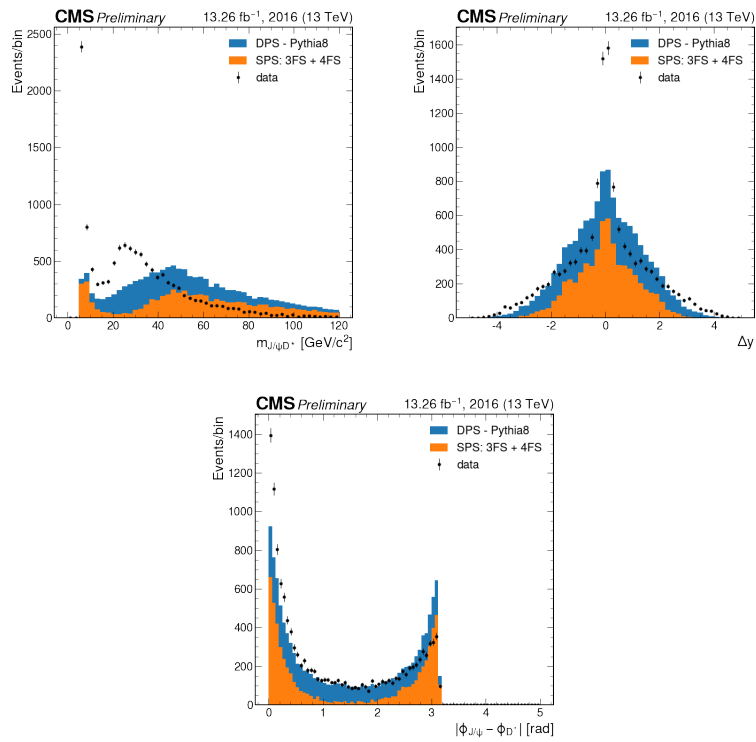 CMS Preliminary 13.26 fb⁻¹, 2016 (13 TeV)
Events/bin
2500
2000
1500
1000
500
0
DPS - Pythia8
SPS: 3FS + 4FS
data
0 20 40 60 80 100 120
m_J/ψD* [GeV/c²]
CMS Preliminary 13.26 fb⁻¹, 2016 (13 TeV)
Events/bin
1600
1400
1200
1000
800
600
400
200
0
DPS - Pythia8
SPS: 3FS + 4FS
data
-4 -2 0 2 4
Δy
CMS Preliminary 13.26 fb⁻¹, 2016 (13 TeV)
Events/bin
1400
1200
1000
800
600
400
200
0
DPS - Pythia8
SPS: 3FS + 4FS
data
0 1 2 3 4 5
|ϕ_J/ψ − ϕ_D*| [rad]